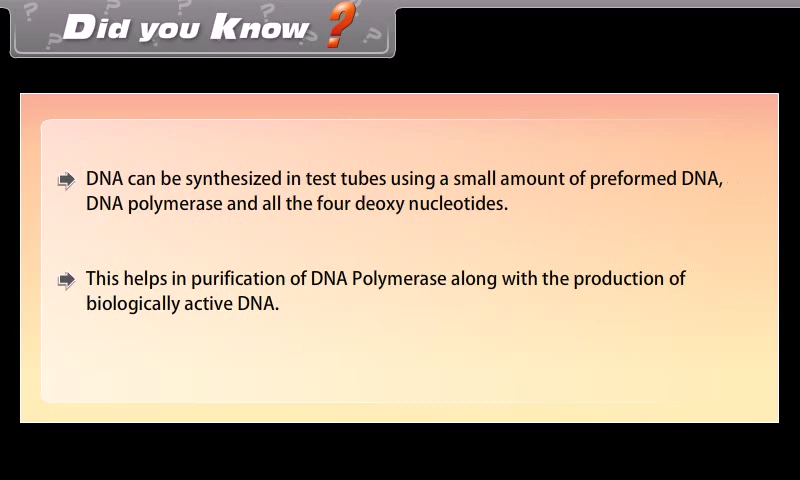 Did you Know ?
DNA can be synthesized in test tubes using a small amount of preformed DNA,
DNA polymerase and all the four deoxy nucleotides.
This helps in purification of DNA Polymerase along with the production of
biologically active DNA.